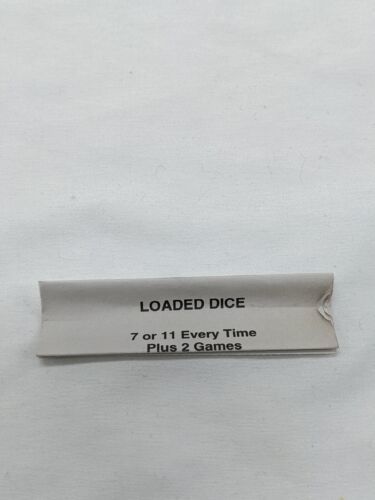 LOADED DICE
7 or 11 Every Time
Plus 2 Games